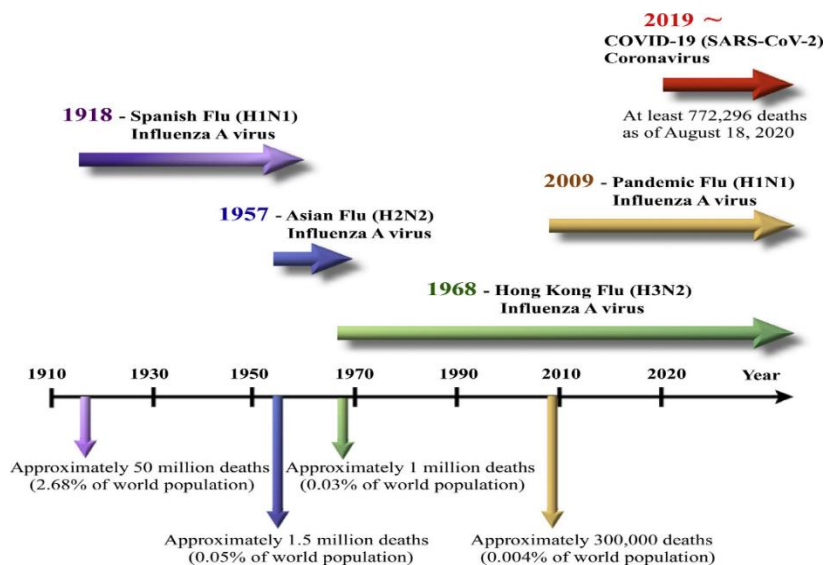 2019 ~
COVID-19 (SARS-CoV-2)
Coronavirus
At least 772,296 deaths
as of August 18, 2020
1918 - Spanish Flu (H1N1)
Influenza A virus
2009 - Pandemic Flu (H1N1)
Influenza A virus
1957 - Asian Flu (H2N2)
Influenza A virus
1968 - Hong Kong Flu (H3N2)
Influenza A virus
1910 1930 1950 1970 1990 2010 2020 Year
Approximately 50 million deaths
(2.68% of world population)
Approximately 1 million deaths
(0.03% of world population)
Approximately 1.5 million deaths
(0.05% of world population)
Approximately 300,000 deaths
(0.004% of world population)